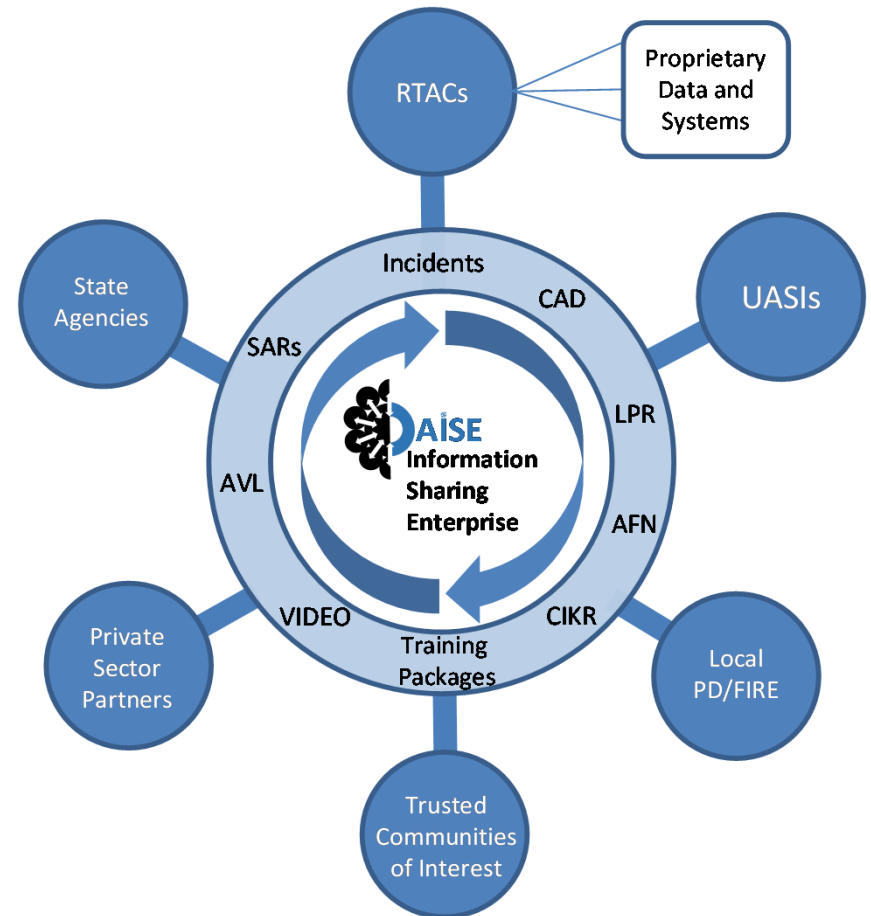 RTACs
Proprietary
Data and
Systems
State
Agencies
UASIs
Incidents
CAD
SARs
LPR
AVL
AFN
VIDEO
CIKR
Training
Packages
DAISE
Information
Sharing
Enterprise
Private
Sector
Partners
Local
PD/FIRE
Trusted
Communities
of Interest